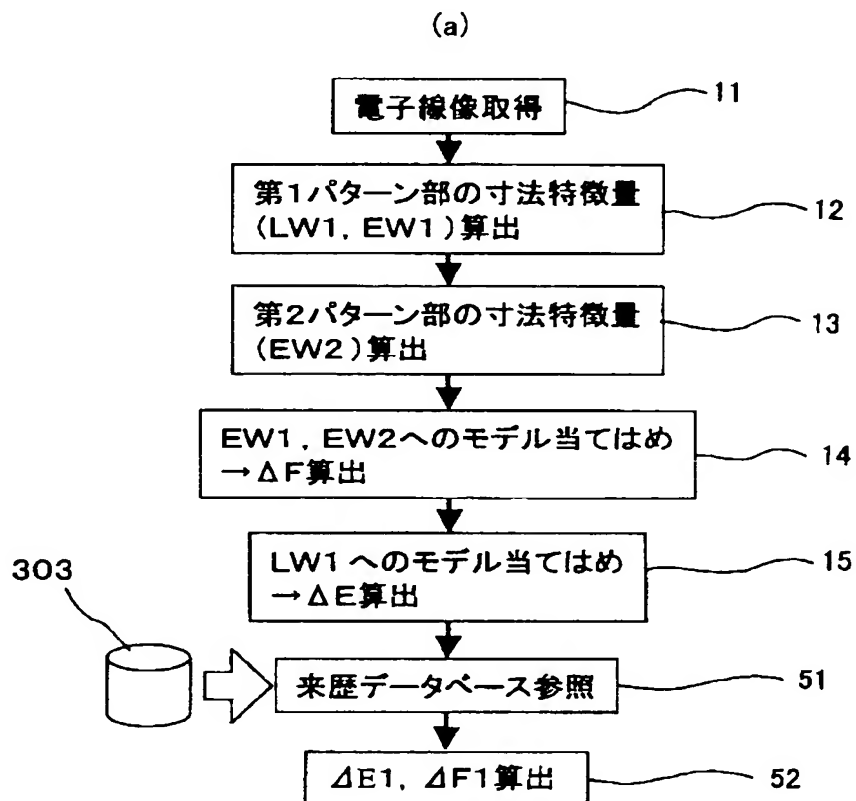 (a)
電子線像取得
11
第1パターン部の寸法特徴量
(LW1, EW1)算出
12
第2パターン部の寸法特徴量
(EW2)算出
13
EW1, EW2へのモデル当てはめ
→ΔF算出
14
LW1へのモデル当てはめ
→ΔE算出
15
303
来歴データベース参照
51
ΔE1, ΔF1算出
52